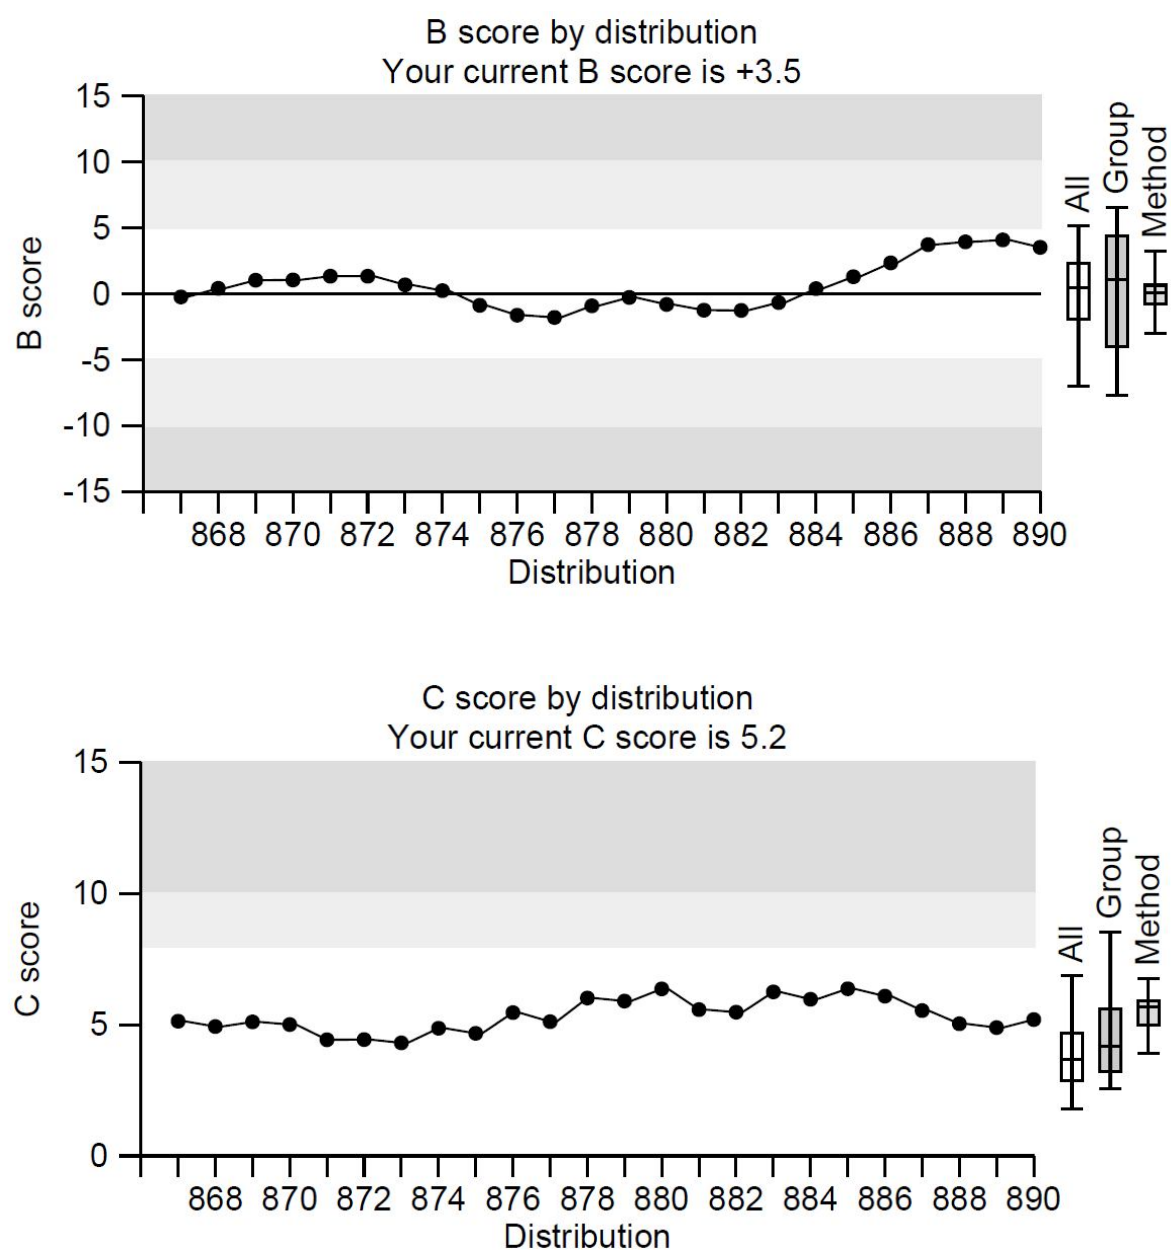 B score by distribution
Your current B score is +3.5
15
10
5
0
-5
-10
-15
B score
868 870 872 874 876 878 880 882 884 886 888 890
Distribution
All
Group
Method
C score by distribution
Your current C score is 5.2
15
10
5
0
C score
868 870 872 874 876 878 880 882 884 886 888 890
Distribution
All
Group
Method